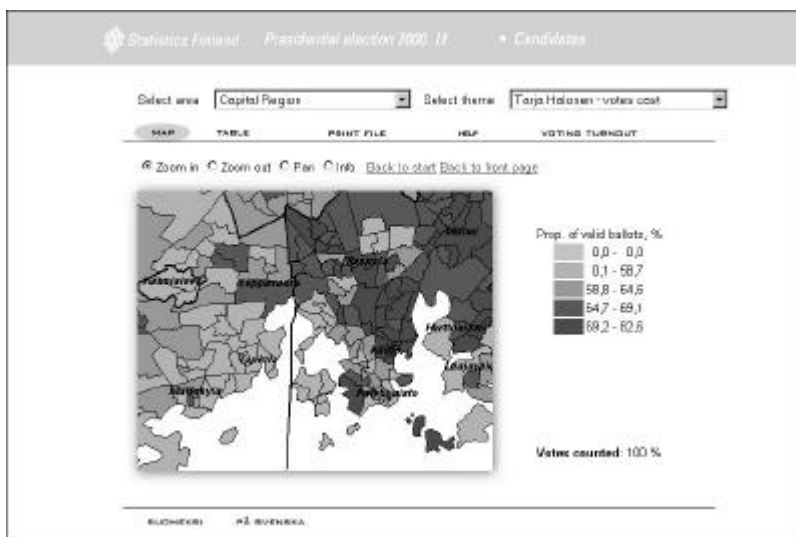 Statistics Finland Presidential election 2000, II • Candidates
Select area Capital Region Select theme Tarja Halonen - votes cast
MAP TABLE PRINT FILE HELP VOTING TURNOUT
Zoom in Zoom out Pan Info Back to start Back to front page
Prop. of valid ballots, %
0,0 - 0,0
0,1 - 58,7
58,8 - 64,6
64,7 - 69,1
69,2 - 82,6
Leppävaara
Tapiola
Votes counted: 100 %
SUOMEKSI PÅ SVENSKA